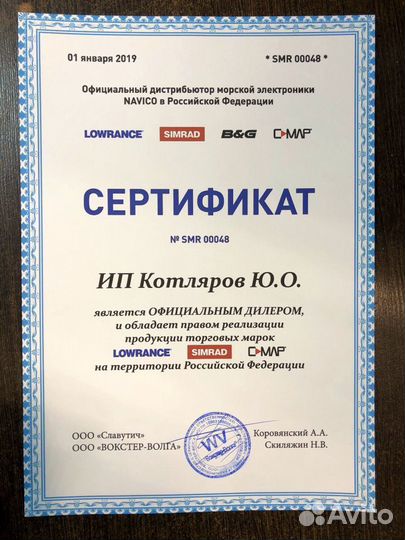 01 января 2019 * SMR 00048 *
Официальный дистрибьютор морской электроники
NAVICO в Российской Федерации
LOWRANCE SIMRAD B&G C-MAP
СЕРТИФИКАТ
№ SMR 00048
ИП Котляров Ю.О.
является ОФИЦИАЛЬНЫМ ДИЛЕРОМ,
и обладает правом реализации
продукции торговых марок
LOWRANCE SIMRAD C-MAP
на территории Российской Федерации
ООО «Славутич» Коровянский А.А.
ООО «ВОКСТЕР-ВОЛГА» Скиляжин Н.В.
WV
Avito